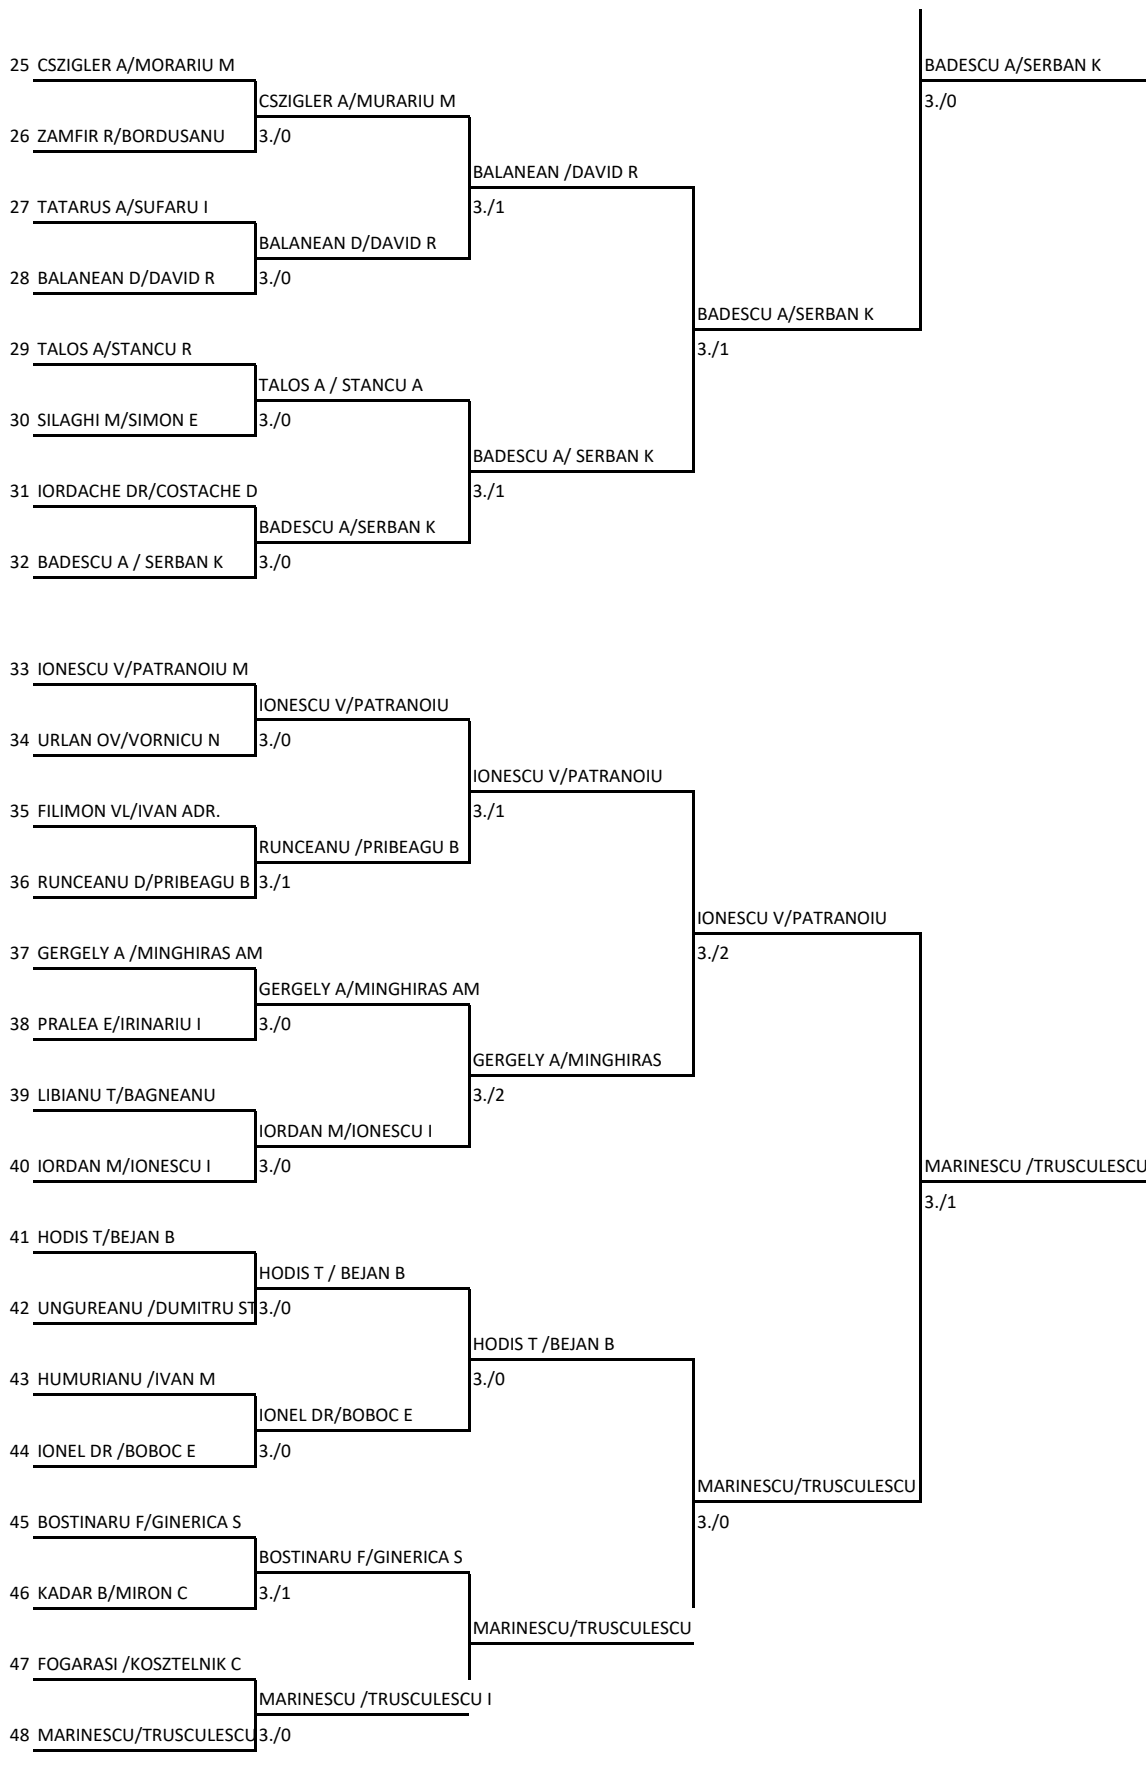 25 CSZIGLER A/MORARIU M
BADESCU A/SERBAN K
CSZIGLER A/MURARIU M
3./0
26 ZAMFIR R/BORDUSANU
3./0
BALANEAN /DAVID R
27 TATARUS A/SUFARU I
3./1
BALANEAN D/DAVID R
28 BALANEAN D/DAVID R
3./0
BADESCU A/SERBAN K
29 TALOS A/STANCU R
3./1
TALOS A / STANCU A
30 SILAGHI M/SIMON E
3./0
BADESCU A/ SERBAN K
31 IORDACHE DR/COSTACHE D
3./1
BADESCU A/SERBAN K
32 BADESCU A / SERBAN K
3./0
33 IONESCU V/PATRANOIU M
IONESCU V/PATRANOIU
34 URLAN OV/VORNICU N
3./0
IONESCU V/PATRANOIU
35 FILIMON VL/IVAN ADR.
3./1
RUNCEANU /PRIBEAGU B
36 RUNCEANU D/PRIBEAGU B
3./1
IONESCU V/PATRANOIU
37 GERGELY A /MINGHIRAS AM
3./2
GERGELY A/MINGHIRAS AM
38 PRALEA E/IRINARIU I
3./0
GERGELY A/MINGHIRAS
39 LIBIANU T/BAGNEANU
3./2
IORDAN M/IONESCU I
40 IORDAN M/IONESCU I
3./0
MARINESCU /TRUSCULESCU
3./1
41 HODIS T/BEJAN B
HODIS T / BEJAN B
42 UNGUREANU /DUMITRU ST
3./0
HODIS T /BEJAN B
43 HUMURIANU /IVAN M
3./0
IONEL DR/BOBOC E
44 IONEL DR /BOBOC E
3./0
MARINESCU/TRUSCULESCU
45 BOSTINARU F/GINERICA S
3./0
BOSTINARU F/GINERICA S
46 KADAR B/MIRON C
3./1
MARINESCU/TRUSCULESCU
47 FOGARASI /KOSZTELNIK C
MARINESCU /TRUSCULESCU I
48 MARINESCU/TRUSCULESCU
3./0